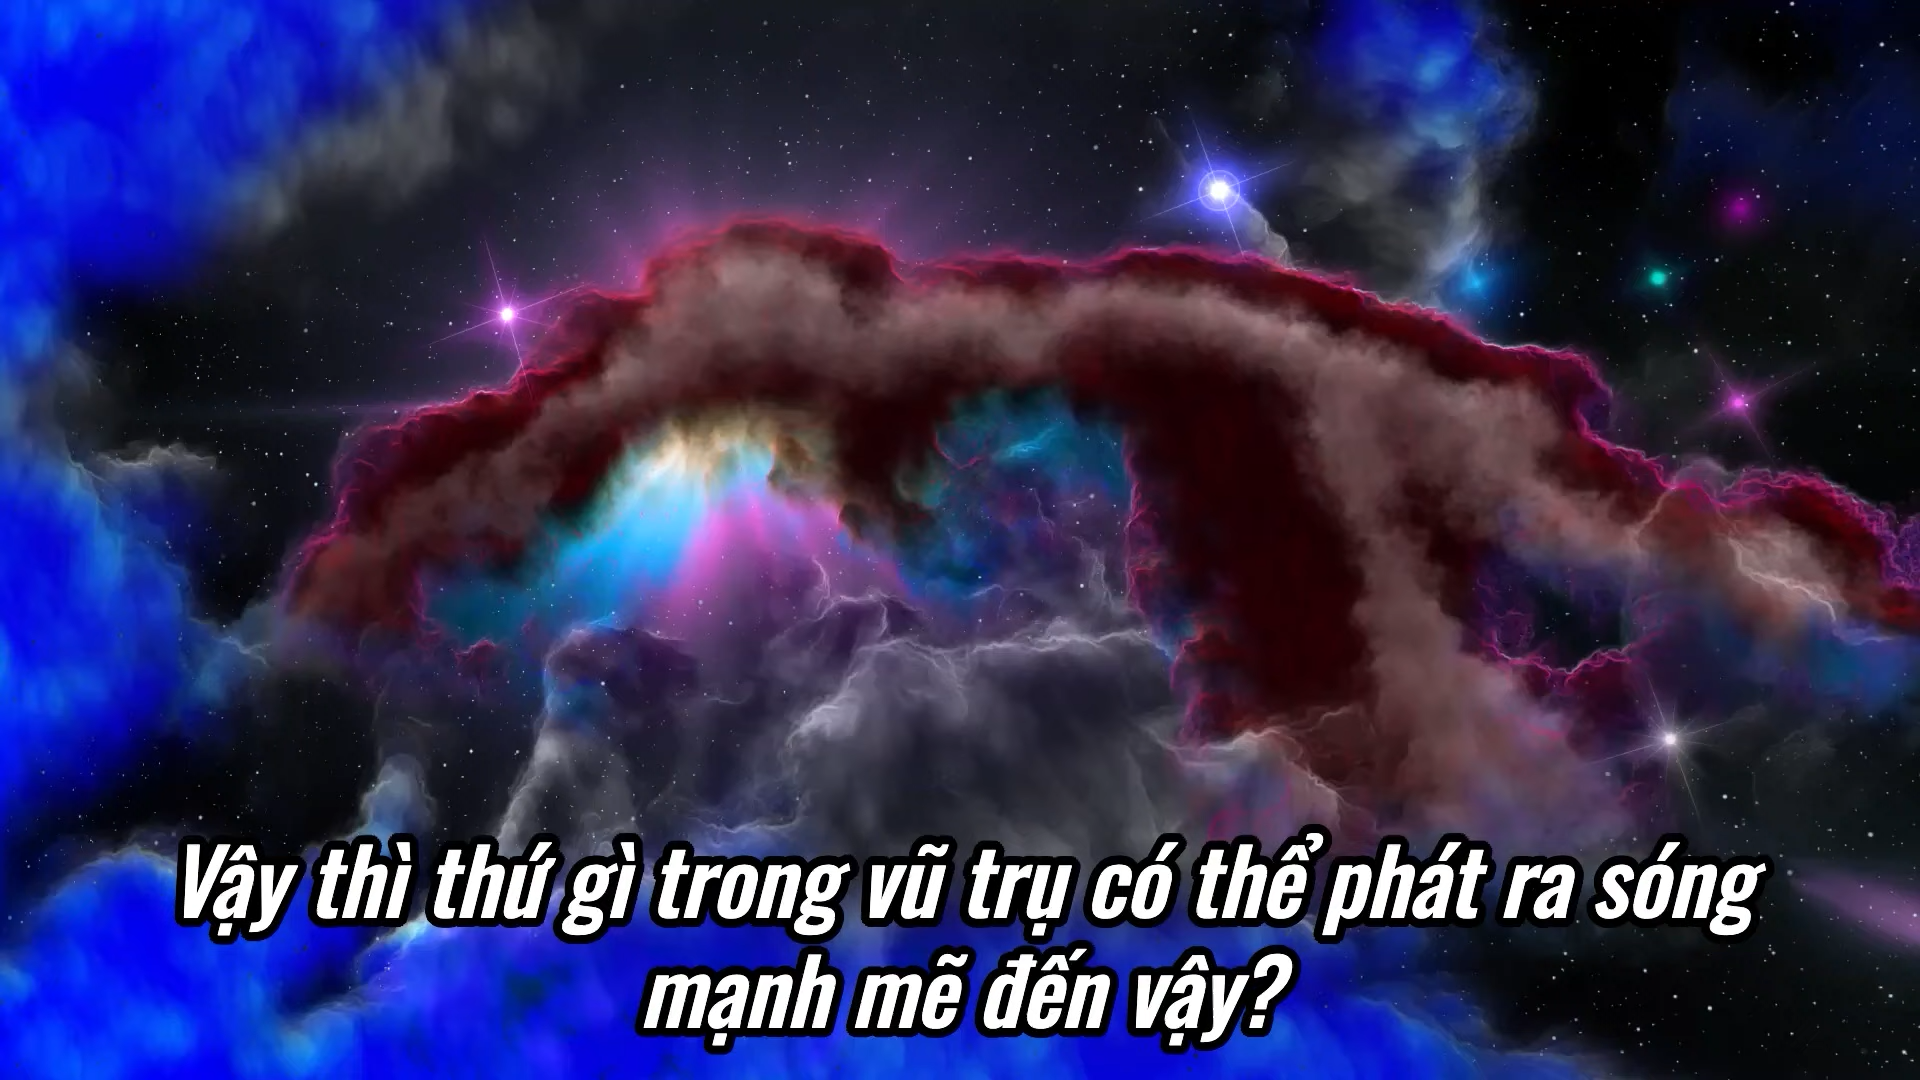 Vậy thì thứ gì trong vũ trụ có thể phát ra sóng
mạnh mẽ đến vậy?